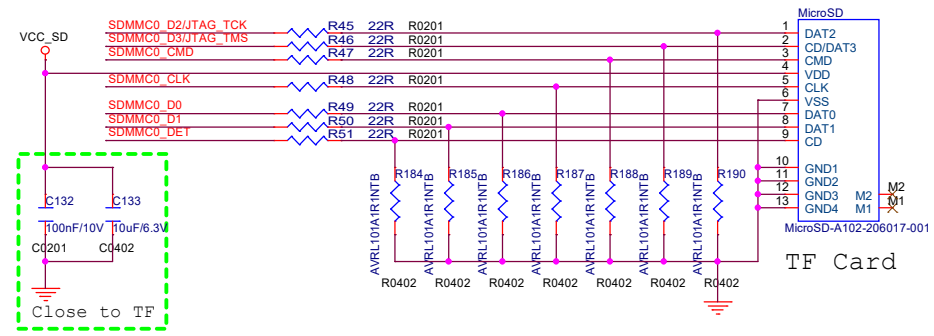 MicroSD
SDMMC0_D2/JTAG_TCK R45 22R R0201 1 DAT2
SDMMC0_D3/JTAG_TMS R46 22R R0201 2 CD/DAT3
VCC_SD SDMMC0_CMD R47 22R R0201 3 CMD
4 VDD
SDMMC0_CLK R48 22R R0201 5 CLK
6 VSS
SDMMC0_D0 R49 22R R0201 7 DAT0
SDMMC0_D1 R50 22R R0201 8 DAT1
SDMMC0_DET R51 22R R0201 9 CD
R184 R185 R186 R187 R188 R189 R190
10 GND1
11 GND2
12 GND3 M2 M2
13 GND4 M1 M1
C132 C133
100nF/10V 10uF/6.3V
C0201 C0402
AVRL101A1R1NTB AVRL101A1R1NTB AVRL101A1R1NTB AVRL101A1R1NTB AVRL101A1R1NTB AVRL101A1R1NTB AVRL101A1R1NTB
MicroSD-A102-206017-001
TF Card
R0402 R0402 R0402 R0402 R0402 R0402 R0402
Close to TF